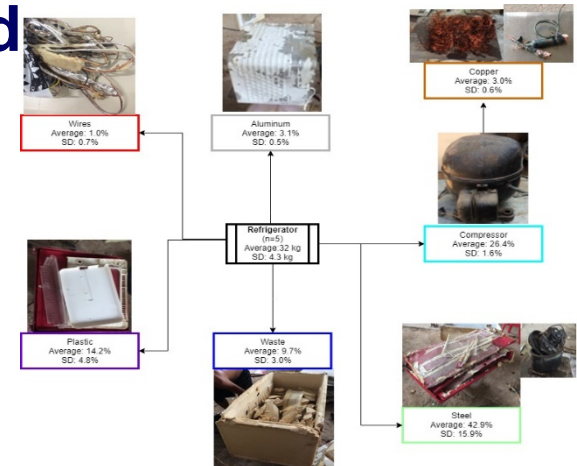 d
Copper
Average: 3.0%
SD: 0.6%
Wires
Average: 1.0%
SD: 0.7%
Aluminum
Average: 3.1%
SD: 0.5%
Refrigerator
(n=5)
Average:32 kg
SD: 4.3 kg
Compressor
Average: 26.4%
SD: 1.6%
Plastic
Average: 14.2%
SD: 4.8%
Waste
Average: 9.7%
SD: 3.0%
Steel
Average: 42.9%
SD: 15.9%